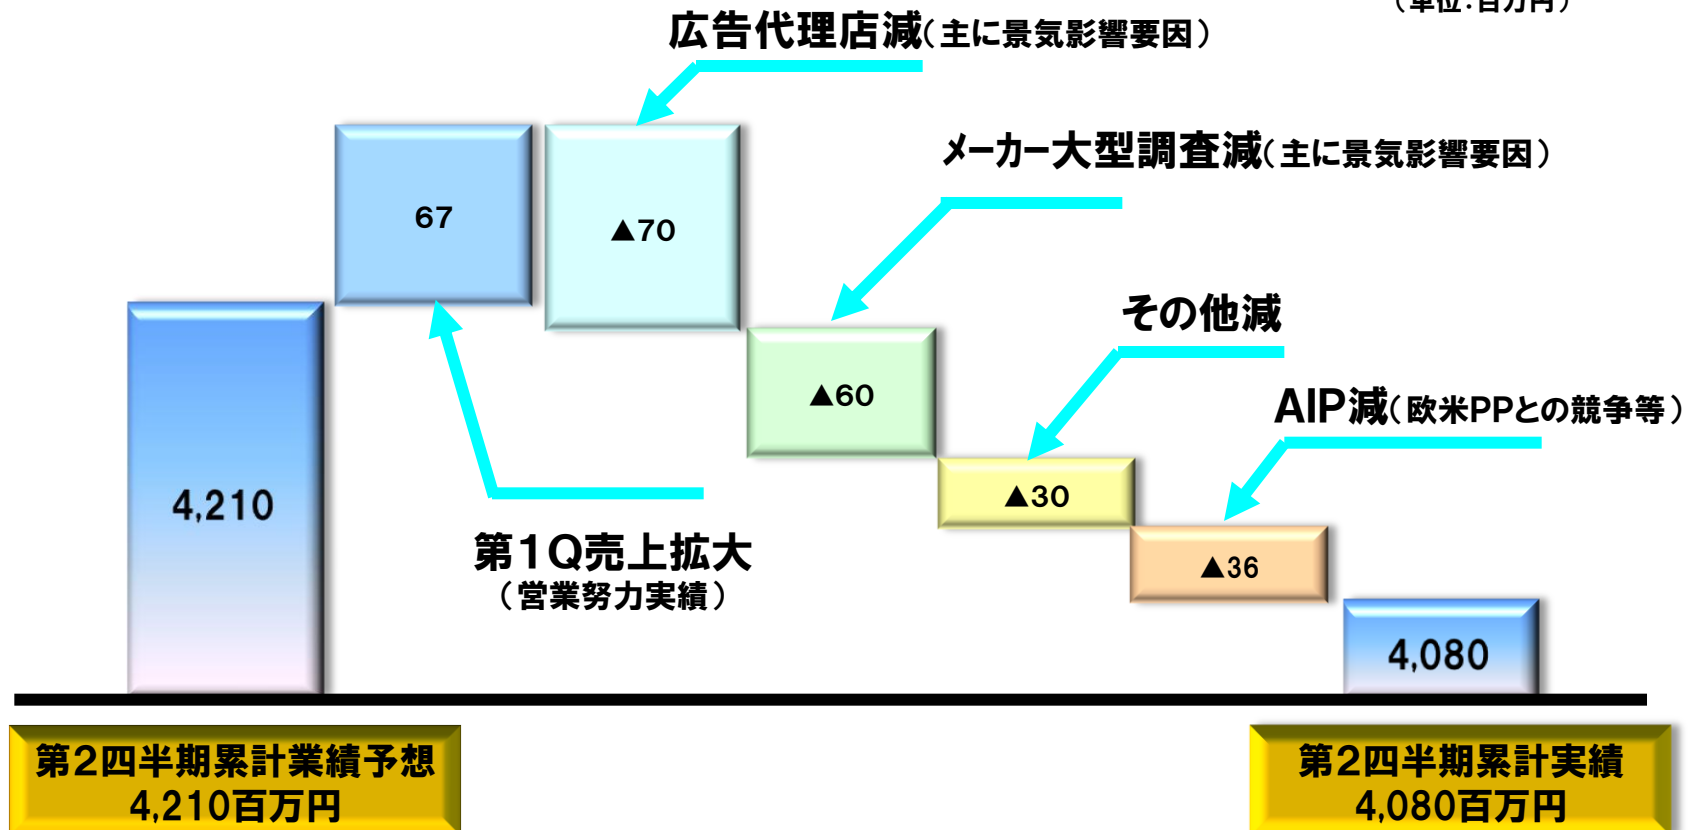 （単位：百万円）
広告代理店減（主に景気影響要因）
メーカー大型調査減（主に景気影響要因）
67
▲70
その他減
▲60
AIP減（欧米PPとの競争等）
4,210
▲30
第1Q売上拡大
（営業努力実績）
▲36
4,080
第2四半期累計業績予想
4,210百万円
第2四半期累計実績
4,080百万円